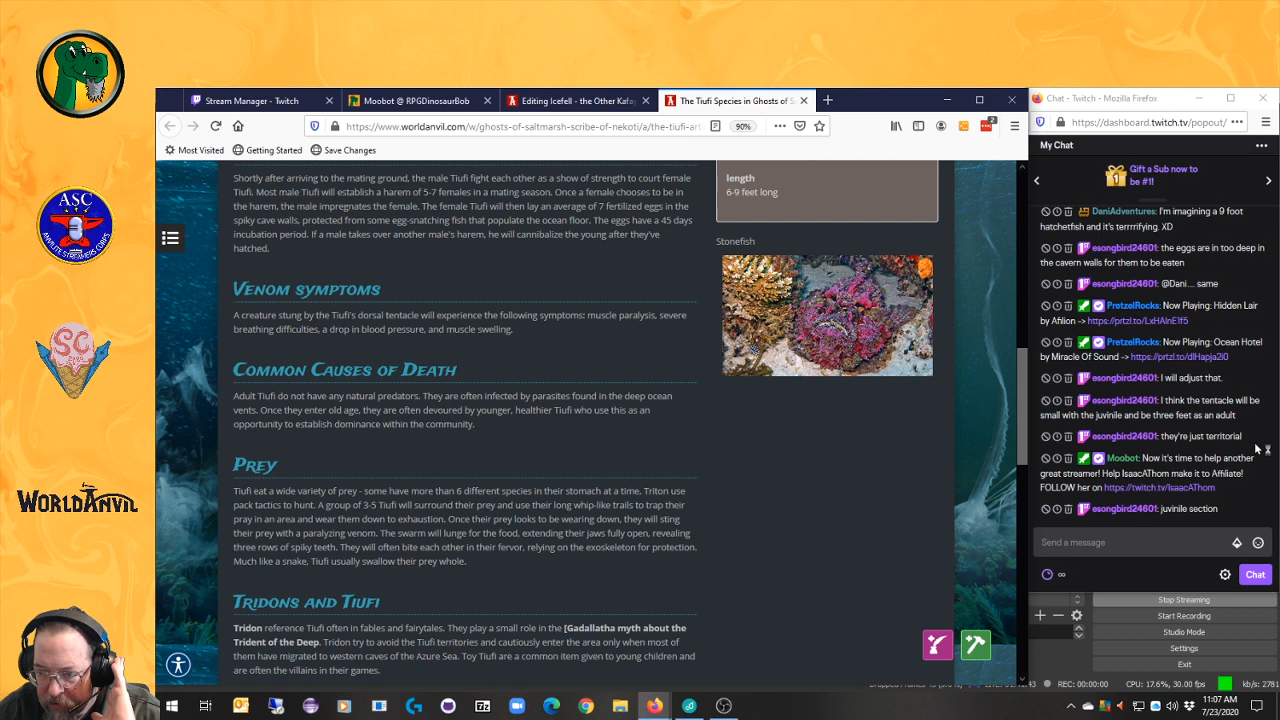 ASC
ANVILITE STREAMERS CORPS
SC
WORLDANVIL
Stream Manager - Twitch
Moobot @ RPGDinosaurBob
Editing Icefell - the Other Kafay
The Tiufi Species in Ghosts of S
https://www.worldanvil.com/w/ghosts-of-saltmarsh-scribe-of-nekoti/a/the-tiufi-art
90%
2
Most Visited
Getting Started
Save Changes
Shortly after arriving to the mating ground, the male Tiufi fight each other as a show of strength to court female
Tiufi. Most male Tiufi will establish a harem of 5-7 females in a mating season. Once a female chooses to be in
the harem, the male impregnates the female. The female Tiufi will then lay an average of 7 fertilized eggs in the
spiky cave walls, protected from some egg-snatching fish that populate the ocean floor. The eggs have a 45 days
incubation period. If a male takes over another male's harem, he will cannibalize the young after they've
hatched.
VENOM SYMPTOMS
A creature stung by the Tiufi's dorsal tentacle will experience the following symptoms: muscle paralysis, severe
breathing difficulties, a drop in blood pressure, and muscle swelling.
COMMON CAUSES OF DEATH
Adult Tiufi do not have any natural predators. They are often infected by parasites found in the deep ocean
vents. Once they enter old age, they are often devoured by younger, healthier Tiufi who use this as an
opportunity to establish dominance within the community.
PREY
Tiufi eat a wide variety of prey - some have more than 6 different species in their stomach at a time. Triton use
pack tactics to hunt. A group of 3-5 Tiufi will surround their prey and use their long whip-like trails to trap their
pray in an area and wear them down to exhaustion. Once their prey looks to be wearing down, they will sting
their prey with a paralyzing venom. The swarm will lunge for the food, extending their jaws fully open, revealing
three rows of spiky teeth. They will often bite each other in their fervor, relying on the exoskeleton for protection.
Much like a snake, Tiufi usually swallow their prey whole.
TRIDONS AND TIUFI
Tridon reference Tiufi often in fables and fairytales. They play a small role in the [Gadallatha myth about the
Trident of the Deep. Tridon try to avoid the Tiufi territories and cautiously enter the area only when most of
them have migrated to western caves of the Azure Sea. Toy Tiufi are a common item given to young children and
are often the villains in their games.
length
6-9 feet long
Stonefish
Chat - Twitch - Mozilla Firefox
https://dashboard.twitch.tv/popout/
My Chat
1
Gift a Sub now to
be #1!
DaniAdventures: I'm imagining a 9 foot
hatchetfish and it's terrrrifying. XD
esongbird24601: the eggs are in too deep in
the cavern walls for them to be eaten
esongbird24601: @Dani.... same
PretzelRocks: Now Playing: Hidden Lair
by Afilion -> https://prtzl.to/LxHAlnE1f5
PretzelRocks: Now Playing: Ocean Hotel
by Miracle Of Sound -> https://prtzl.to/dlHapja2l0
esongbird24601: I will adjust that.
esongbird24601: I think the tentacle will be
small with the juvinile and be three feet as an adult
esongbird24601: they're just territorial
Moobot: Now it's time to help another
great streamer! Help IsaacAThom make it to Affiliate!
FOLLOW her on https://twitch.tv/IsaacAThom
esongbird24601: juvinile section
Send a message
Chat
Stop Streaming
Start Recording
Studio Mode
Settings
Exit
REC: 00:00:00
CPU: 17.6%, 30.00 fps
kb/s: 2781
11:07 AM
7/23/2020